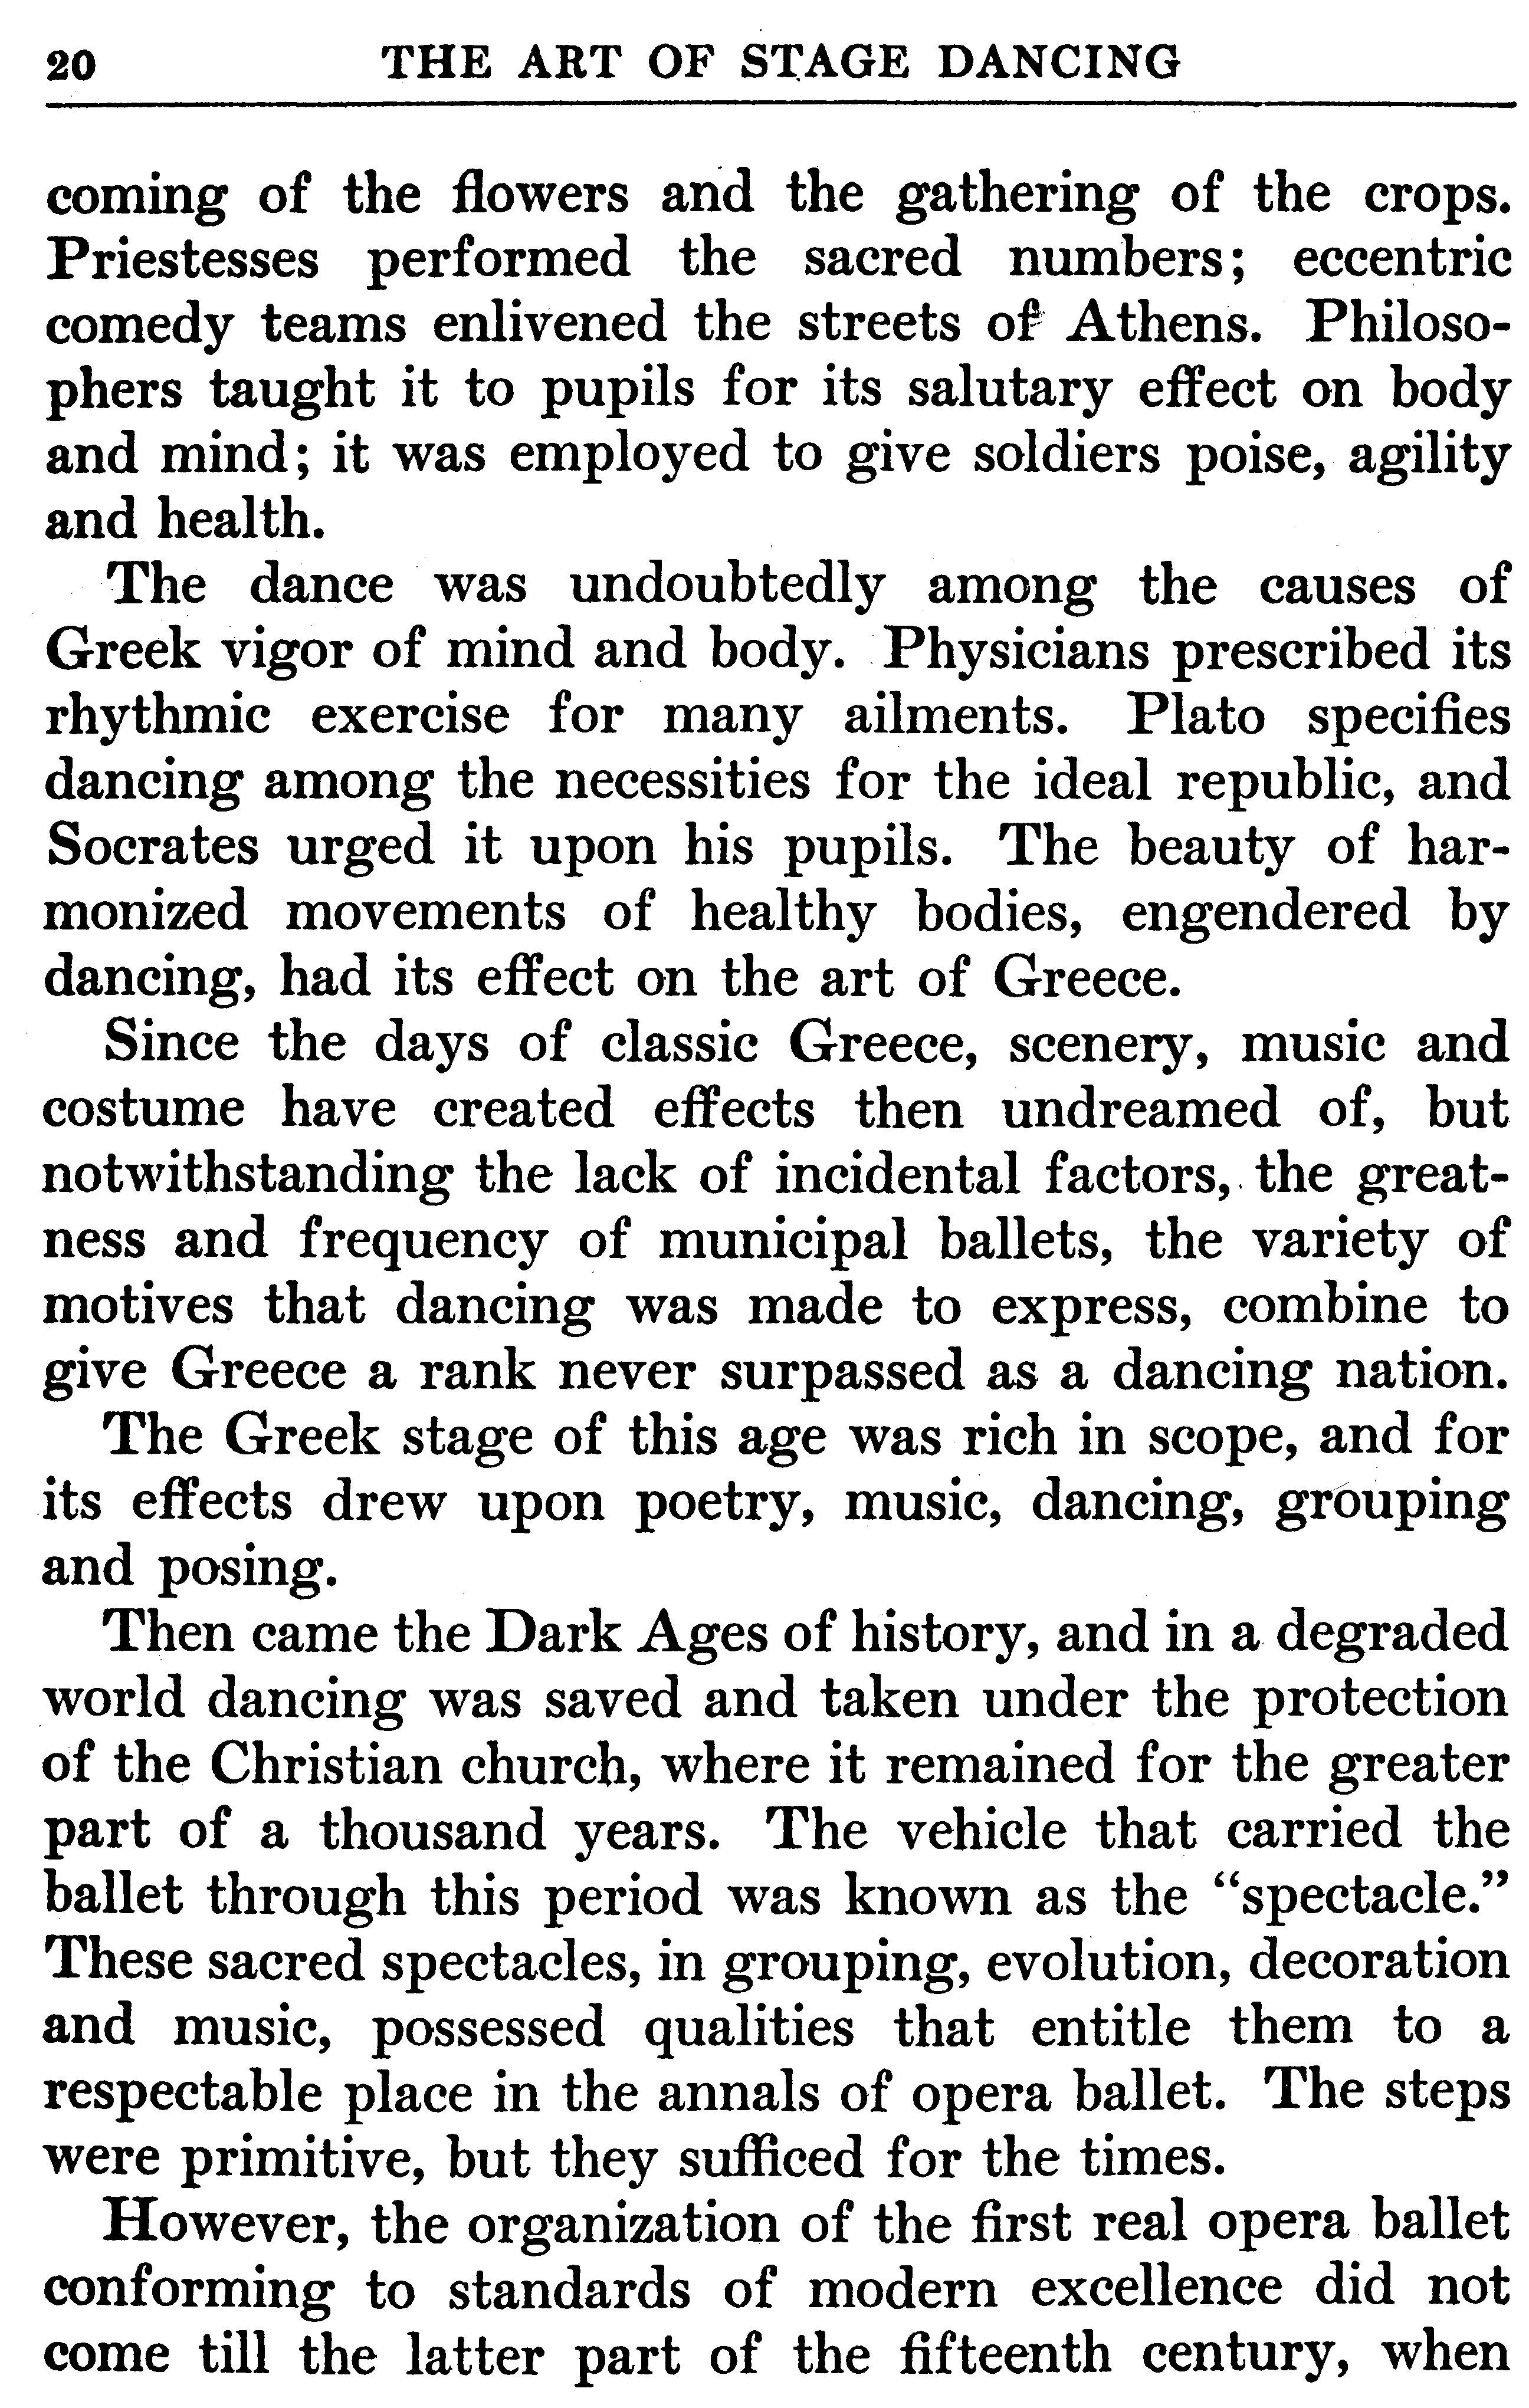 20 THE ART OF STAGE DANCING
coming of the flowers and the gathering of the crops.
Priestesses performed the sacred numbers; eccentric
comedy teams enlivened the streets of Athens. Philoso-
phers taught it to pupils for its salutary effect on body
and mind; it was employed to give soldiers poise, agility
and health.
The dance was undoubtedly among the causes of
Greek vigor of mind and body. Physicians prescribed its
rhythmic exercise for many ailments. Plato specifies
dancing among the necessities for the ideal republic, and
Socrates urged it upon his pupils. The beauty of har-
monized movements of healthy bodies, engendered by
dancing, had its effect on the art of Greece.
Since the days of classic Greece, scenery, music and
costume have created effects then undreamed of, but
notwithstanding the lack of incidental factors, the great-
ness and frequency of municipal ballets, the variety of
motives that dancing was made to express, combine to
give Greece a rank never surpassed as a dancing nation.
The Greek stage of this age was rich in scope, and for
its effects drew upon poetry, music, dancing, grouping
and posing.
Then came the Dark Ages of history, and in a degraded
world dancing was saved and taken under the protection
of the Christian church, where it remained for the greater
part of a thousand years. The vehicle that carried the
ballet through this period was known as the “spectacle.”
These sacred spectacles, in grouping, evolution, decoration
and music, possessed qualities that entitle them to a
respectable place in the annals of opera ballet. The steps
were primitive, but they sufficed for the times.
However, the organization of the first real opera ballet
conforming to standards of modern excellence did not
come till the latter part of the fifteenth century, when